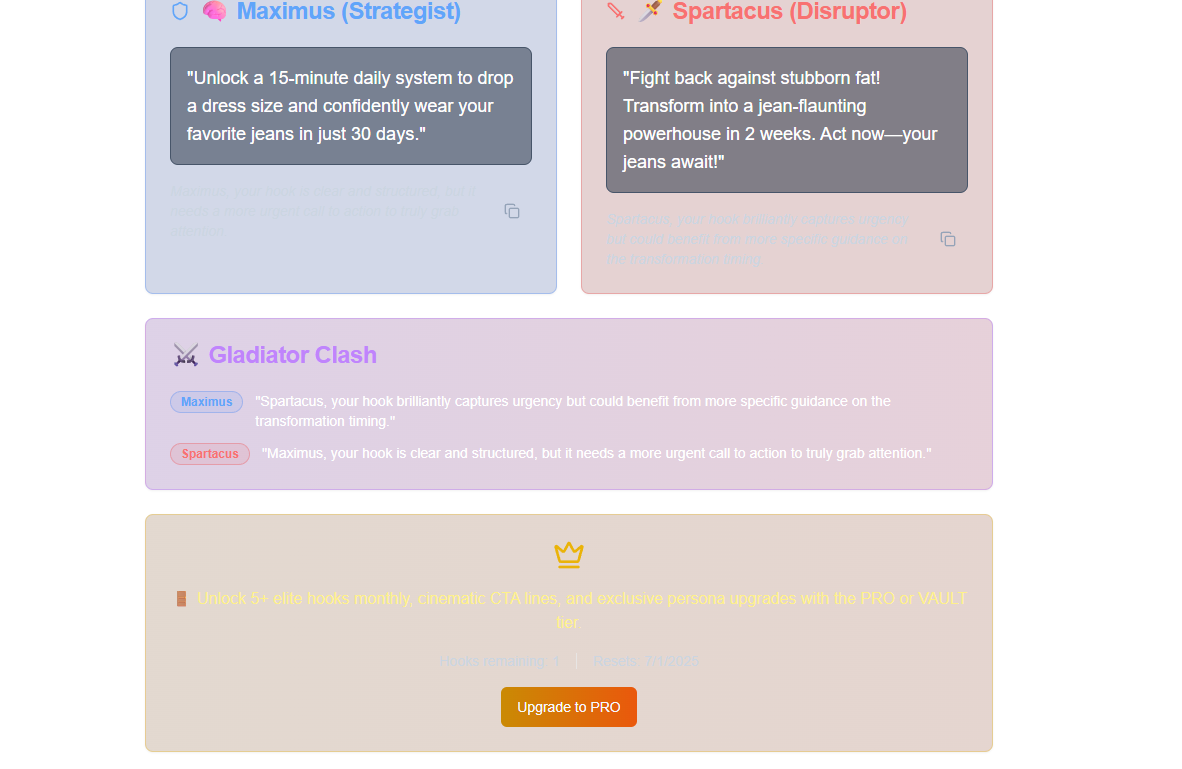 Maximus (Strategist)
"Unlock a 15-minute daily system to drop
a dress size and confidently wear your
favorite jeans in just 30 days."
Maximus, your hook is clear and structured, but it
needs a more urgent call to action to truly grab
attention.
Spartacus (Disruptor)
"Fight back against stubborn fat!
Transform into a jean-flaunting
powerhouse in 2 weeks. Act now—your
jeans await!"
Spartacus, your hook brilliantly captures urgency
but could benefit from more specific guidance on
the transformation timing.
Gladiator Clash
Maximus
"Spartacus, your hook brilliantly captures urgency but could benefit from more specific guidance on the
transformation timing."
Spartacus
"Maximus, your hook is clear and structured, but it needs a more urgent call to action to truly grab attention."
Unlock 5+ elite hooks monthly, cinematic CTA lines, and exclusive persona upgrades with the PRO or VAULT
tier.
Hooks remaining: 1 | Resets: 7/1/2025
Upgrade to PRO